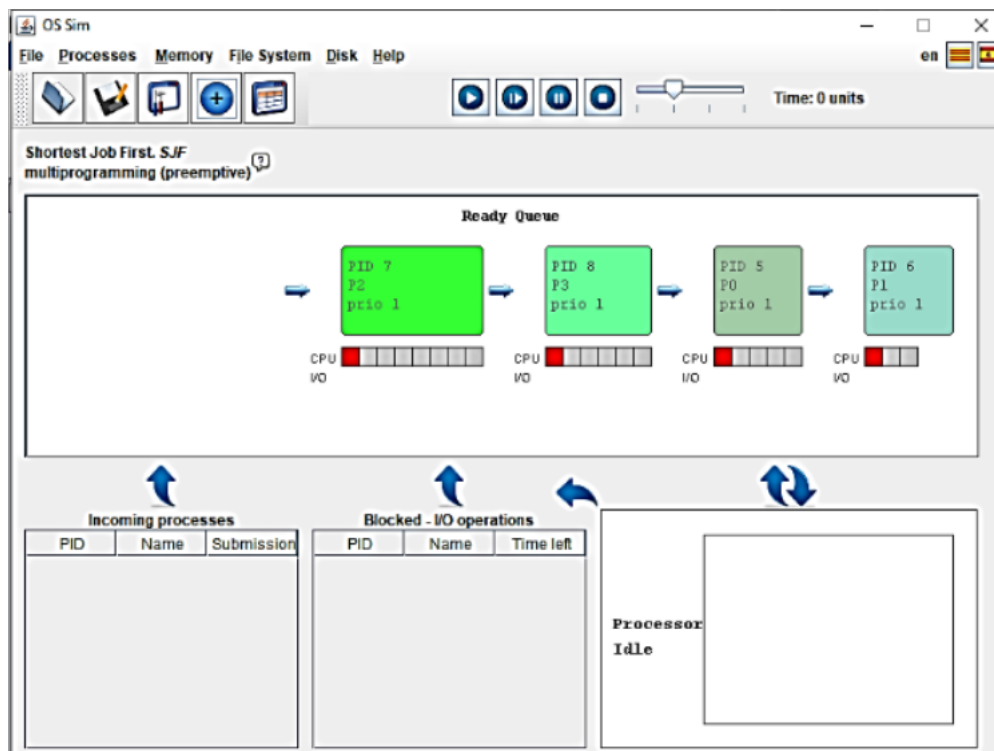 OS Sim
File Processes Memory File System Disk Help
en
Time: 0 units
Shortest Job First. SJF
multiprogramming (preemptive)
?
Ready Queue
PID 7
P2
prio 1
CPU
I/O
PID 8
P3
prio 1
CPU
I/O
PID 5
P0
prio 1
CPU
I/O
PID 6
P1
prio 1
CPU
I/O
Incoming processes
PID Name Submission
Blocked - I/O operations
PID Name Time left
Processor
Idle